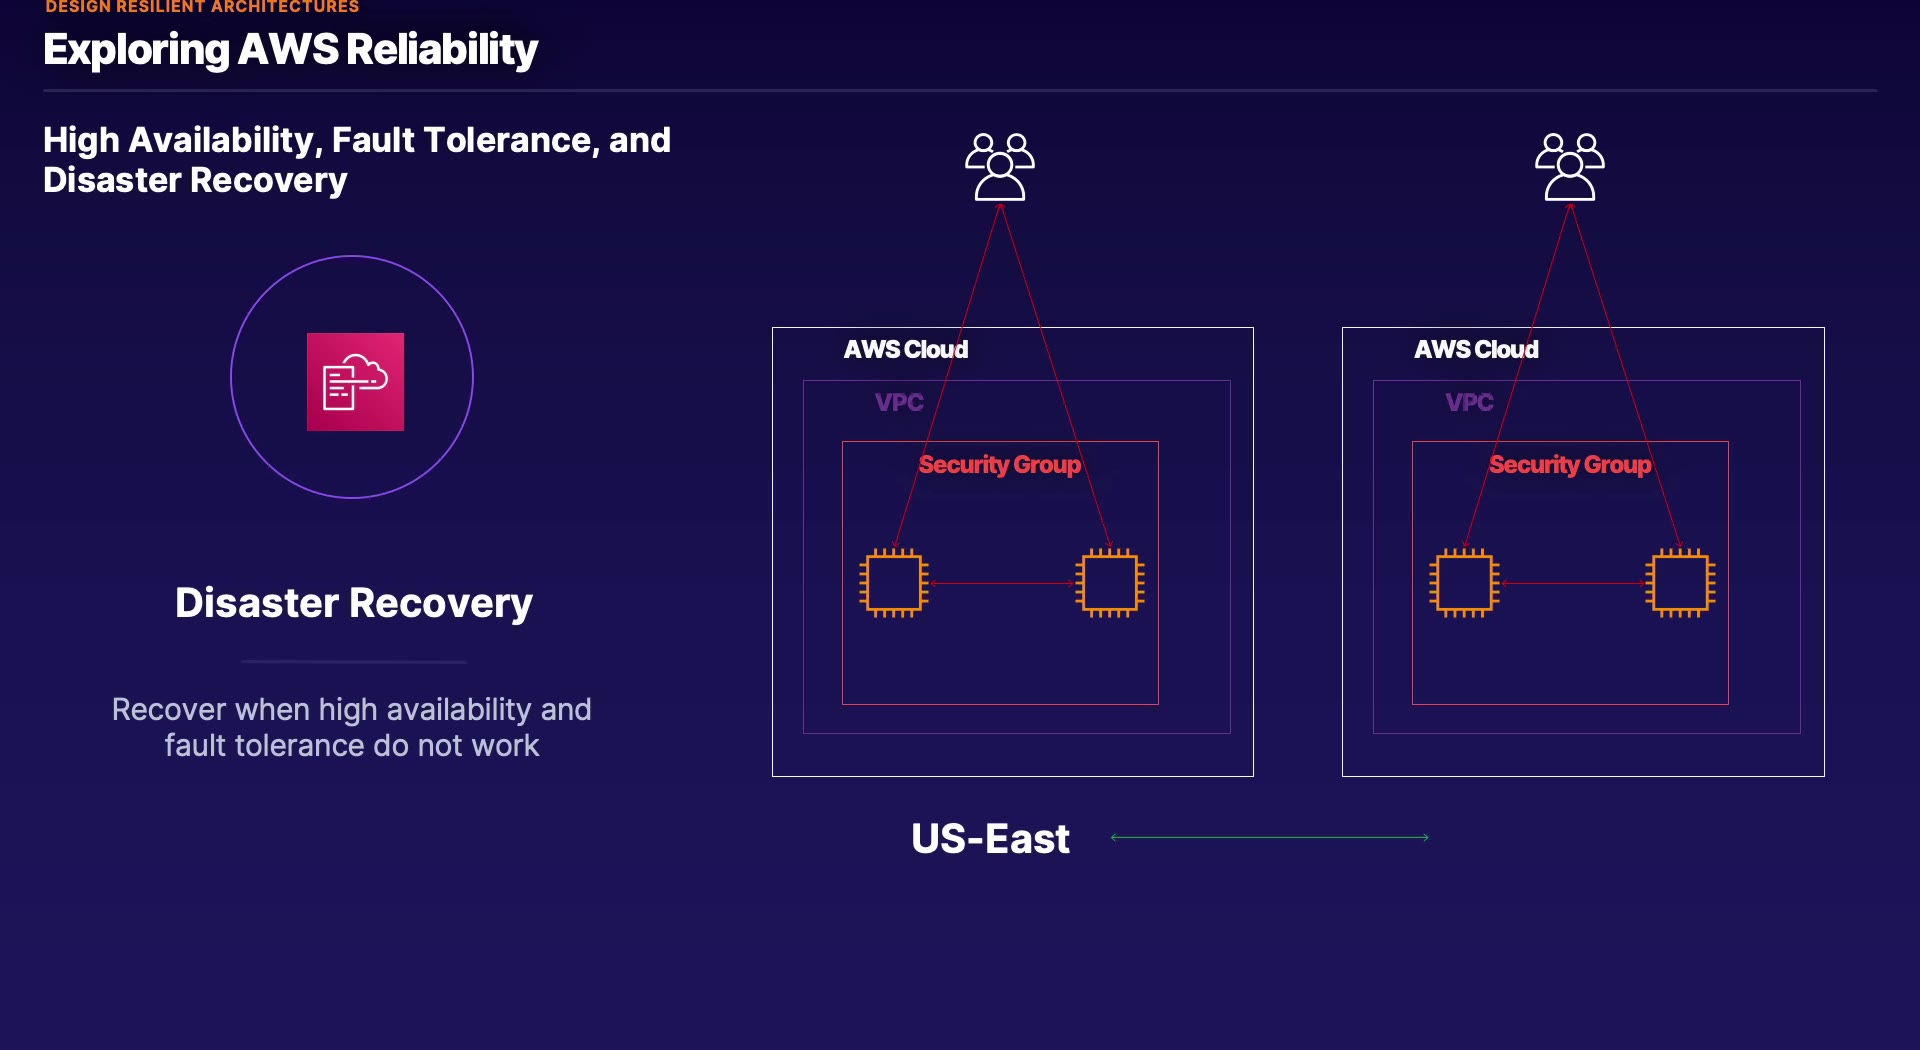 DESIGN RESILIENT ARCHITECTURES
Exploring AWS Reliability
High Availability, Fault Tolerance, and
Disaster Recovery
Disaster Recovery
Recover when high availability and
fault tolerance do not work
AWS Cloud
VPC
Security Group
US-East
AWS Cloud
VPC
Security Group